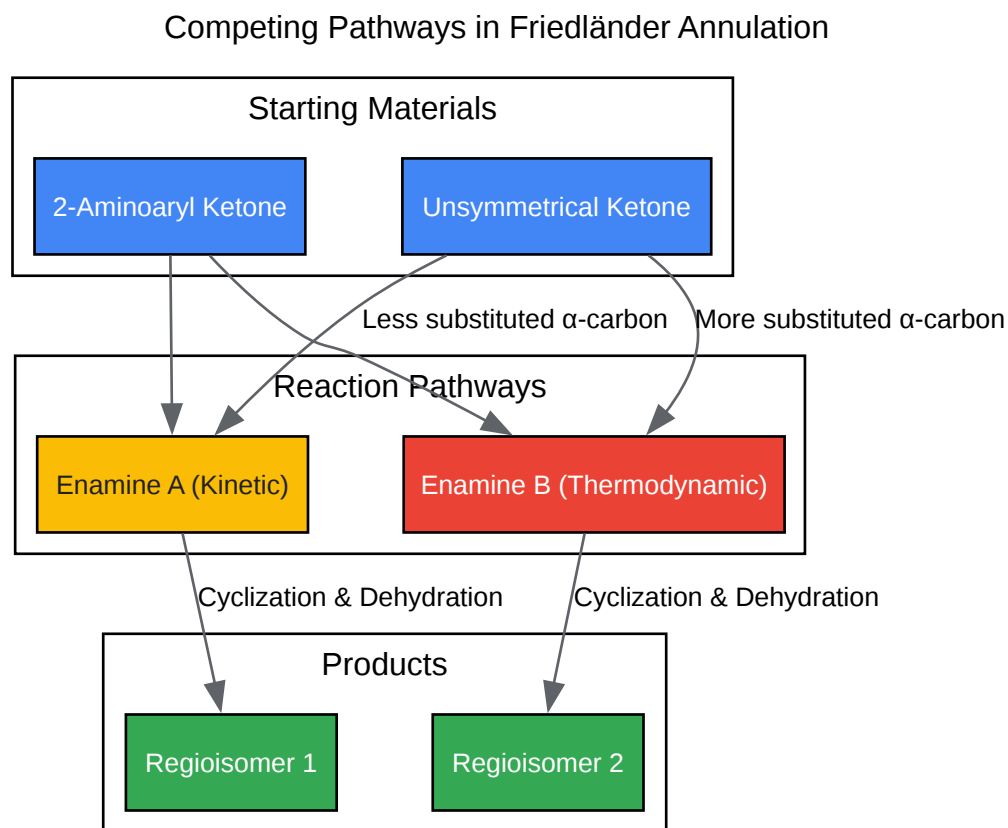 Competing Pathways in Friedländer Annulation
Starting Materials
2-Aminoaryl Ketone
Unsymmetrical Ketone
Less substituted α-carbon
More substituted α-carbon
Reaction Pathways
Enamine A (Kinetic)
Enamine B (Thermodynamic)
Cyclization & Dehydration
Cyclization & Dehydration
Products
Regioisomer 1
Regioisomer 2